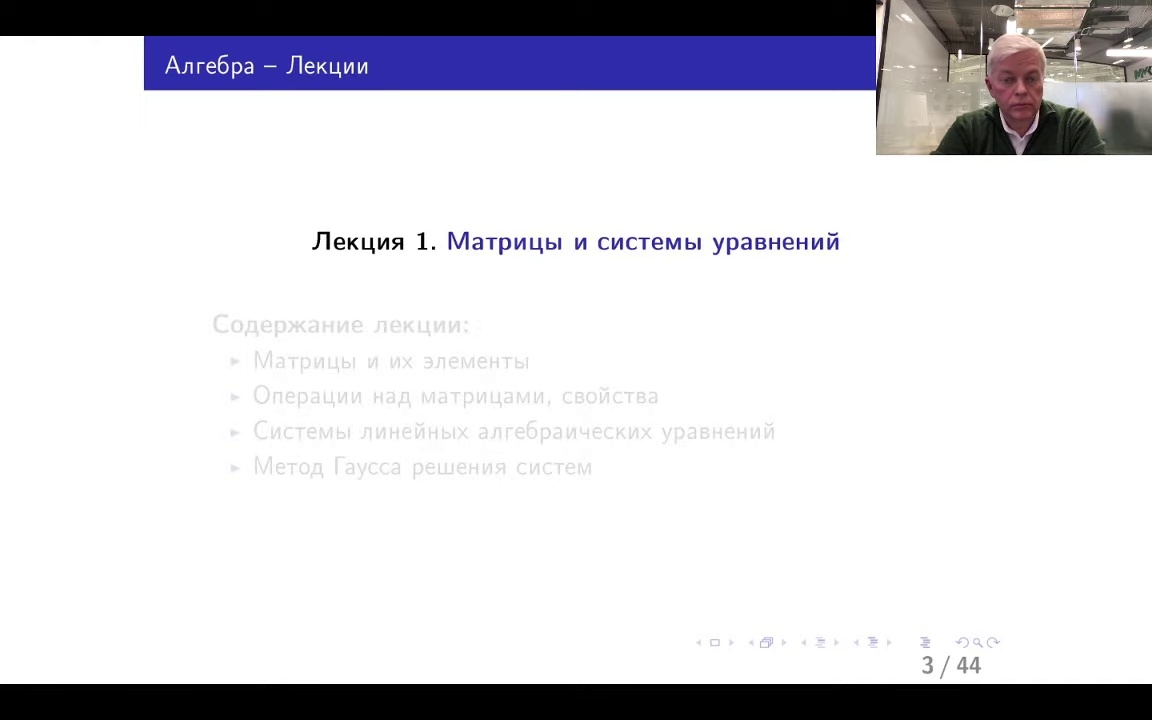 Алгебра – Лекции
Лекция 1. Матрицы и системы уравнений
Содержание лекции:
Матрицы и их элементы
Операции над матрицами, свойства
Системы линейных алгебраических уравнений
Метод Гаусса решения систем
3 / 44